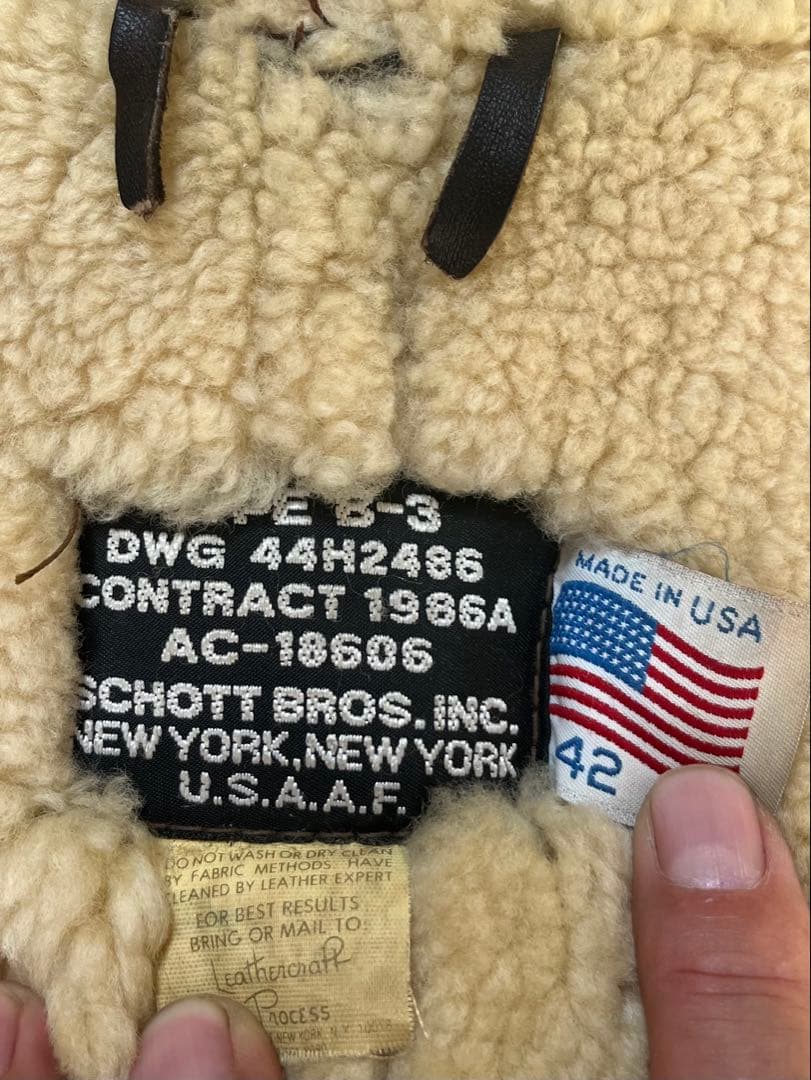 PE B-3
DWG 44H2486
CONTRACT 1986A
AC-18606
SCHOTT BROS. INC.
NEW YORK, NEW YORK
U.S.A.A.F.
MADE IN USA
42
DO NOT WASH OR DRY CLEAN
BY FABRIC METHODS. HAVE
CLEANED BY LEATHER EXPERT
FOR BEST RESULTS
BRING OR MAIL TO:
Leathercraft
Process
NEW YORK, N.Y.